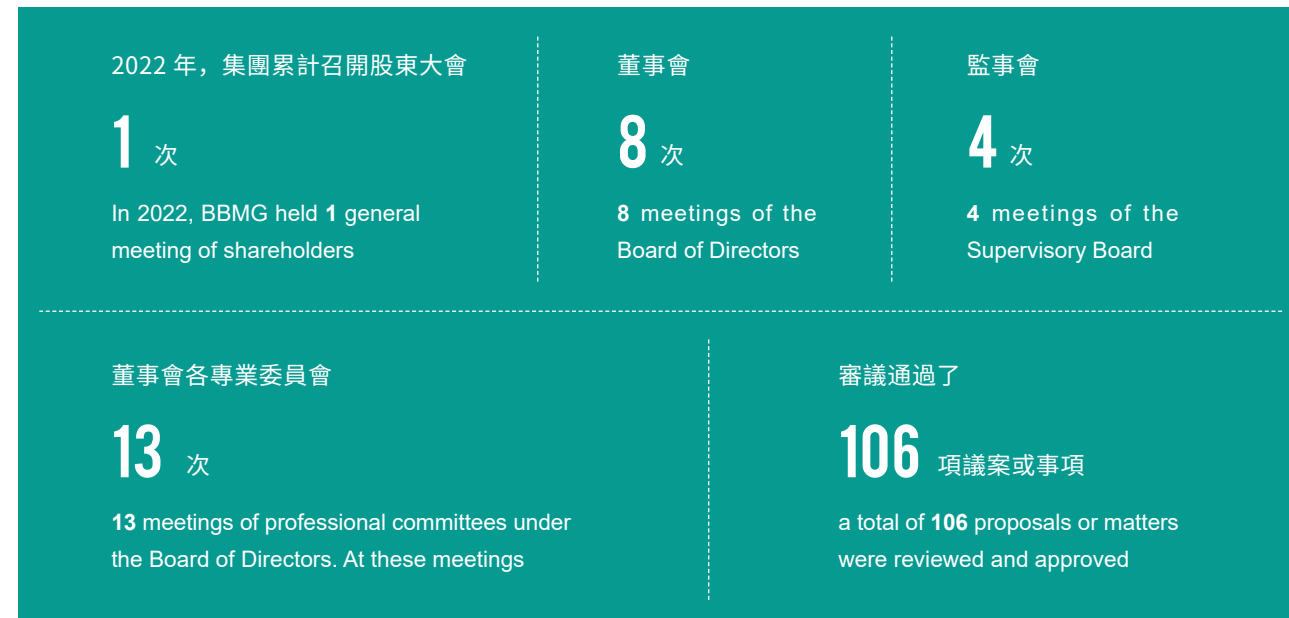 2022 年，集團累計召開股東大會
1 次
In 2022, BBMG held 1 general
meeting of shareholders
董事會
8 次
8 meetings of the
Board of Directors
監事會
4 次
4 meetings of the
Supervisory Board
董事會各專業委員會
13 次
13 meetings of professional committees under
the Board of Directors. At these meetings
審議通過了
106 項議案或事項
a total of 106 proposals or matters
were reviewed and approved